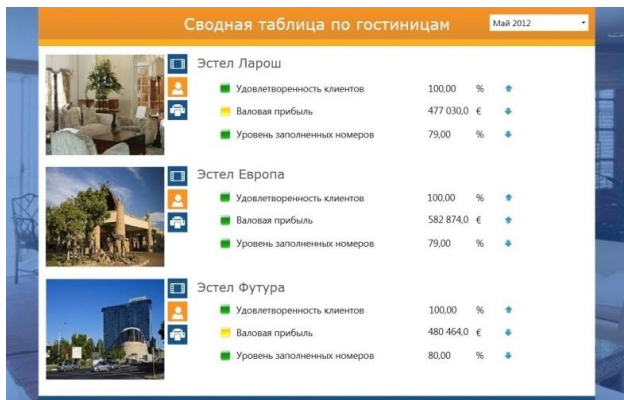 Сводная таблица по гостиницам Май 2012
Эстел Ларош
Удовлетворенность клиентов 100,00 %
Валовая прибыль 477 030,0 €
Уровень заполненных номеров 79,00 %
Эстел Европа
Удовлетворенность клиентов 100,00 %
Валовая прибыль 582 874,0 €
Уровень заполненных номеров 79,00 %
Эстел Футура
Удовлетворенность клиентов 100,00 %
Валовая прибыль 480 464,0 €
Уровень заполненных номеров 80,00 %